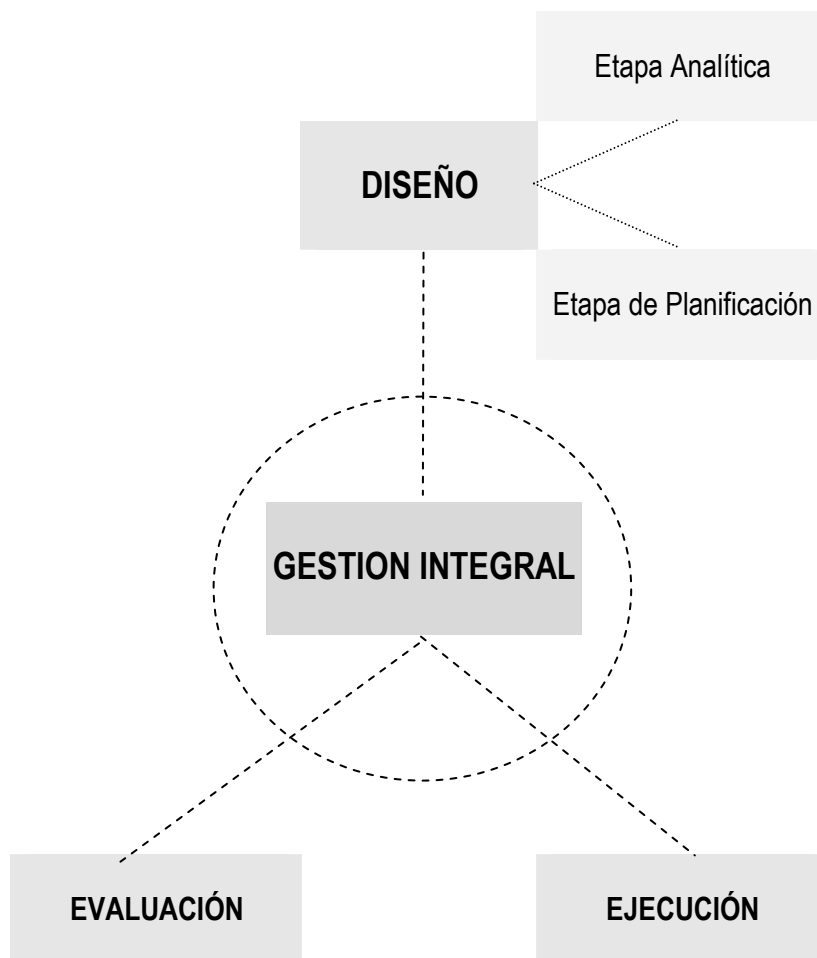 Etapa Analítica
DISEÑO
Etapa de Planificación
GESTION INTEGRAL
EVALUACIÓN
EJECUCIÓN